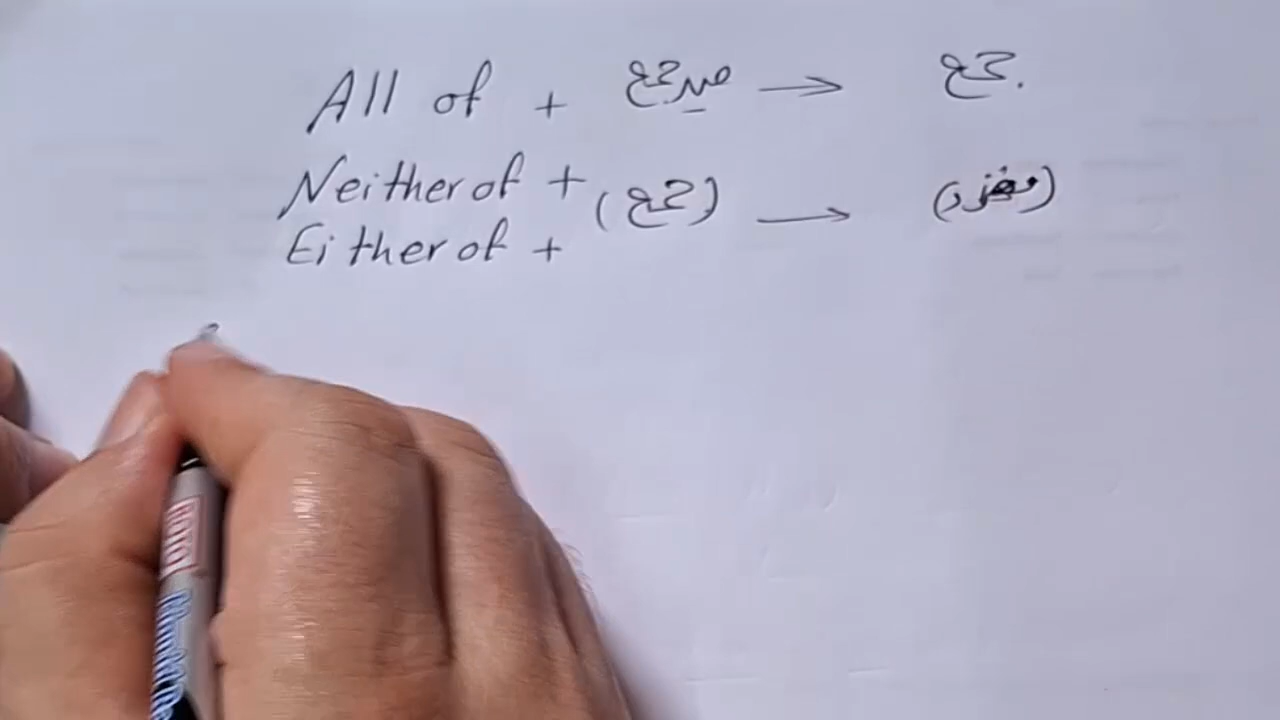 All of + ضمير جمع → جمع.
Neither of + (جمع) → (مفرد)
Either of +